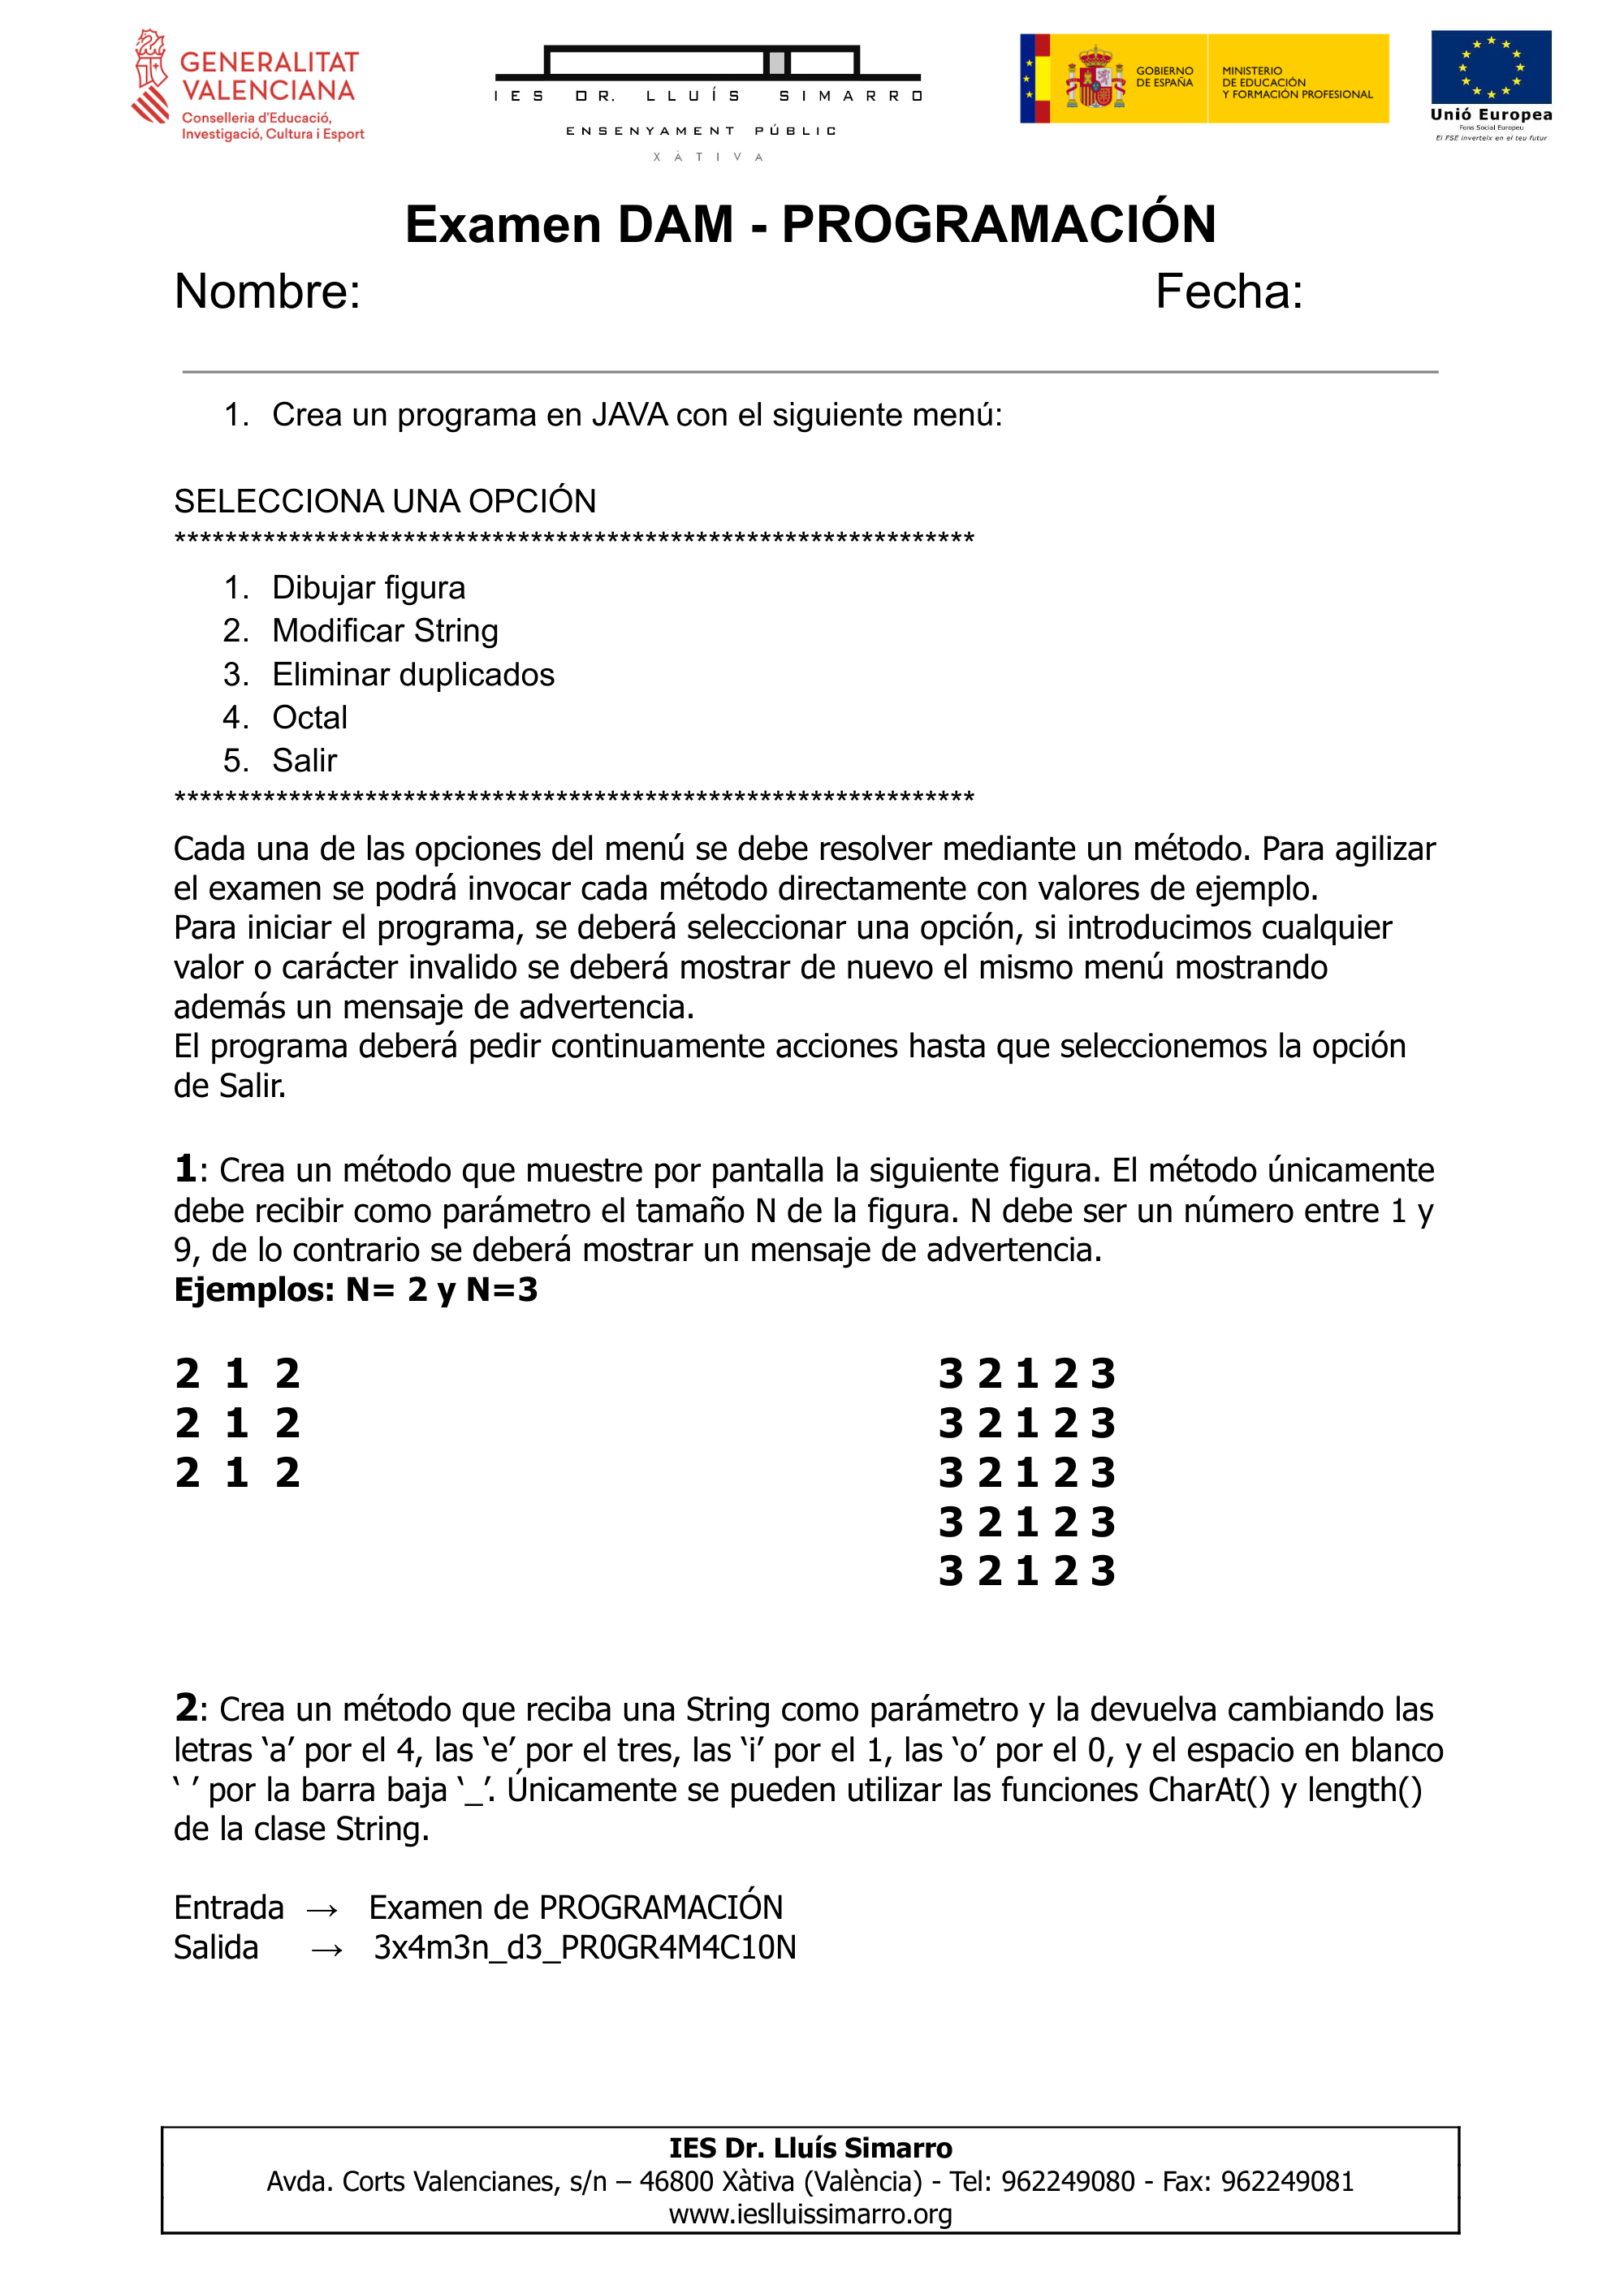 GENERALITAT
VALENCIANA
Conselleria d'Educació,
Investigació, Cultura i Esport
IES DR. LLUÍS SIMARRO
ENSENYAMENT PÚBLIC
XÀTIVA
GOBIERNO
DE ESPAÑA
MINISTERIO
DE EDUCACIÓN
Y FORMACIÓN PROFESIONAL
Unió Europea
Fons Social Europeu
El FSE inverteix en el teu futur
Examen DAM - PROGRAMACIÓN
Nombre: Fecha:
1. Crea un programa en JAVA con el siguiente menú:
SELECCIONA UNA OPCIÓN
****************************************************************
1. Dibujar figura
2. Modificar String
3. Eliminar duplicados
4. Octal
5. Salir
****************************************************************
Cada una de las opciones del menú se debe resolver mediante un método. Para agilizar
el examen se podrá invocar cada método directamente con valores de ejemplo.
Para iniciar el programa, se deberá seleccionar una opción, si introducimos cualquier
valor o carácter invalido se deberá mostrar de nuevo el mismo menú mostrando
además un mensaje de advertencia.
El programa deberá pedir continuamente acciones hasta que seleccionemos la opción
de Salir.
1: Crea un método que muestre por pantalla la siguiente figura. El método únicamente
debe recibir como parámetro el tamaño N de la figura. N debe ser un número entre 1 y
9, de lo contrario se deberá mostrar un mensaje de advertencia.
Ejemplos: N= 2 y N=3
2 1 2 3 2 1 2 3
2 1 2 3 2 1 2 3
2 1 2 3 2 1 2 3
3 2 1 2 3
3 2 1 2 3
2: Crea un método que reciba una String como parámetro y la devuelva cambiando las
letras ‘a’ por el 4, las ‘e’ por el tres, las ‘i’ por el 1, las ‘o’ por el 0, y el espacio en blanco
‘ ’ por la barra baja ‘_’. Únicamente se pueden utilizar las funciones CharAt() y length()
de la clase String.
Entrada → Examen de PROGRAMACIÓN
Salida → 3x4m3n_d3_PR0GR4M4C10N
IES Dr. Lluís Simarro
Avda. Corts Valencianes, s/n – 46800 Xàtiva (València) - Tel: 962249080 - Fax: 962249081
www.ieslluissimarro.org